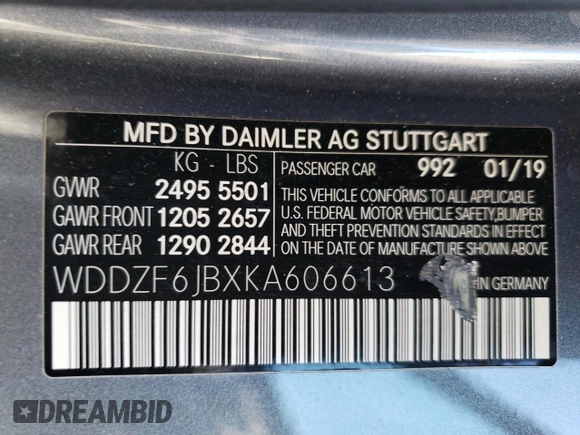 MFD BY DAIMLER AG STUTTGART
KG - LBS
GVWR 2495 5501
GAWR FRONT 1205 2657
GAWR REAR 1290 2844
PASSENGER CAR 992 01/19
THIS VEHICLE CONFORMS TO ALL APPLICABLE
U.S. FEDERAL MOTOR VEHICLE SAFETY,BUMPER,
AND THEFT PREVENTION STANDARDS IN EFFECT ON
THE DATE OF MANUFACTURE SHOWN ABOVE.
WDDZF6JBXKA606613
IN GERMANY
DREAMBID